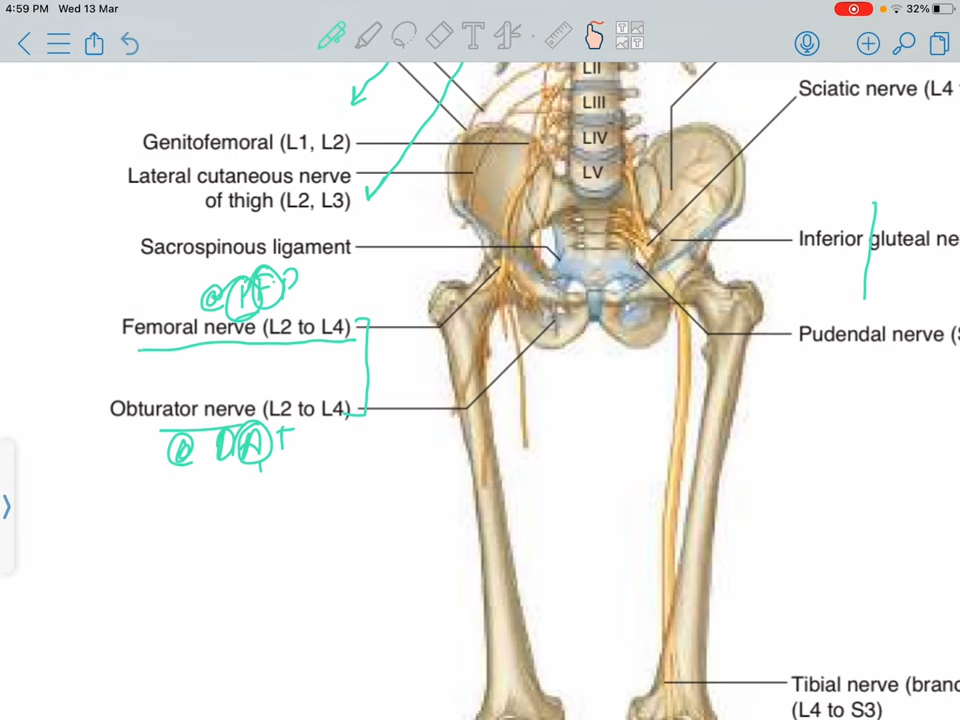 4:59 PM Wed 13 Mar
32%
LII
LIII
LIV
LV
Sciatic nerve (L4
Genitofemoral (L1, L2)
Lateral cutaneous nerve
of thigh (L2, L3)
Sacrospinous ligament
Inferior gluteal ne
Femoral nerve (L2 to L4)
Pudendal nerve (S
Obturator nerve (L2 to L4)
Tibial nerve (branc
(L4 to S3)